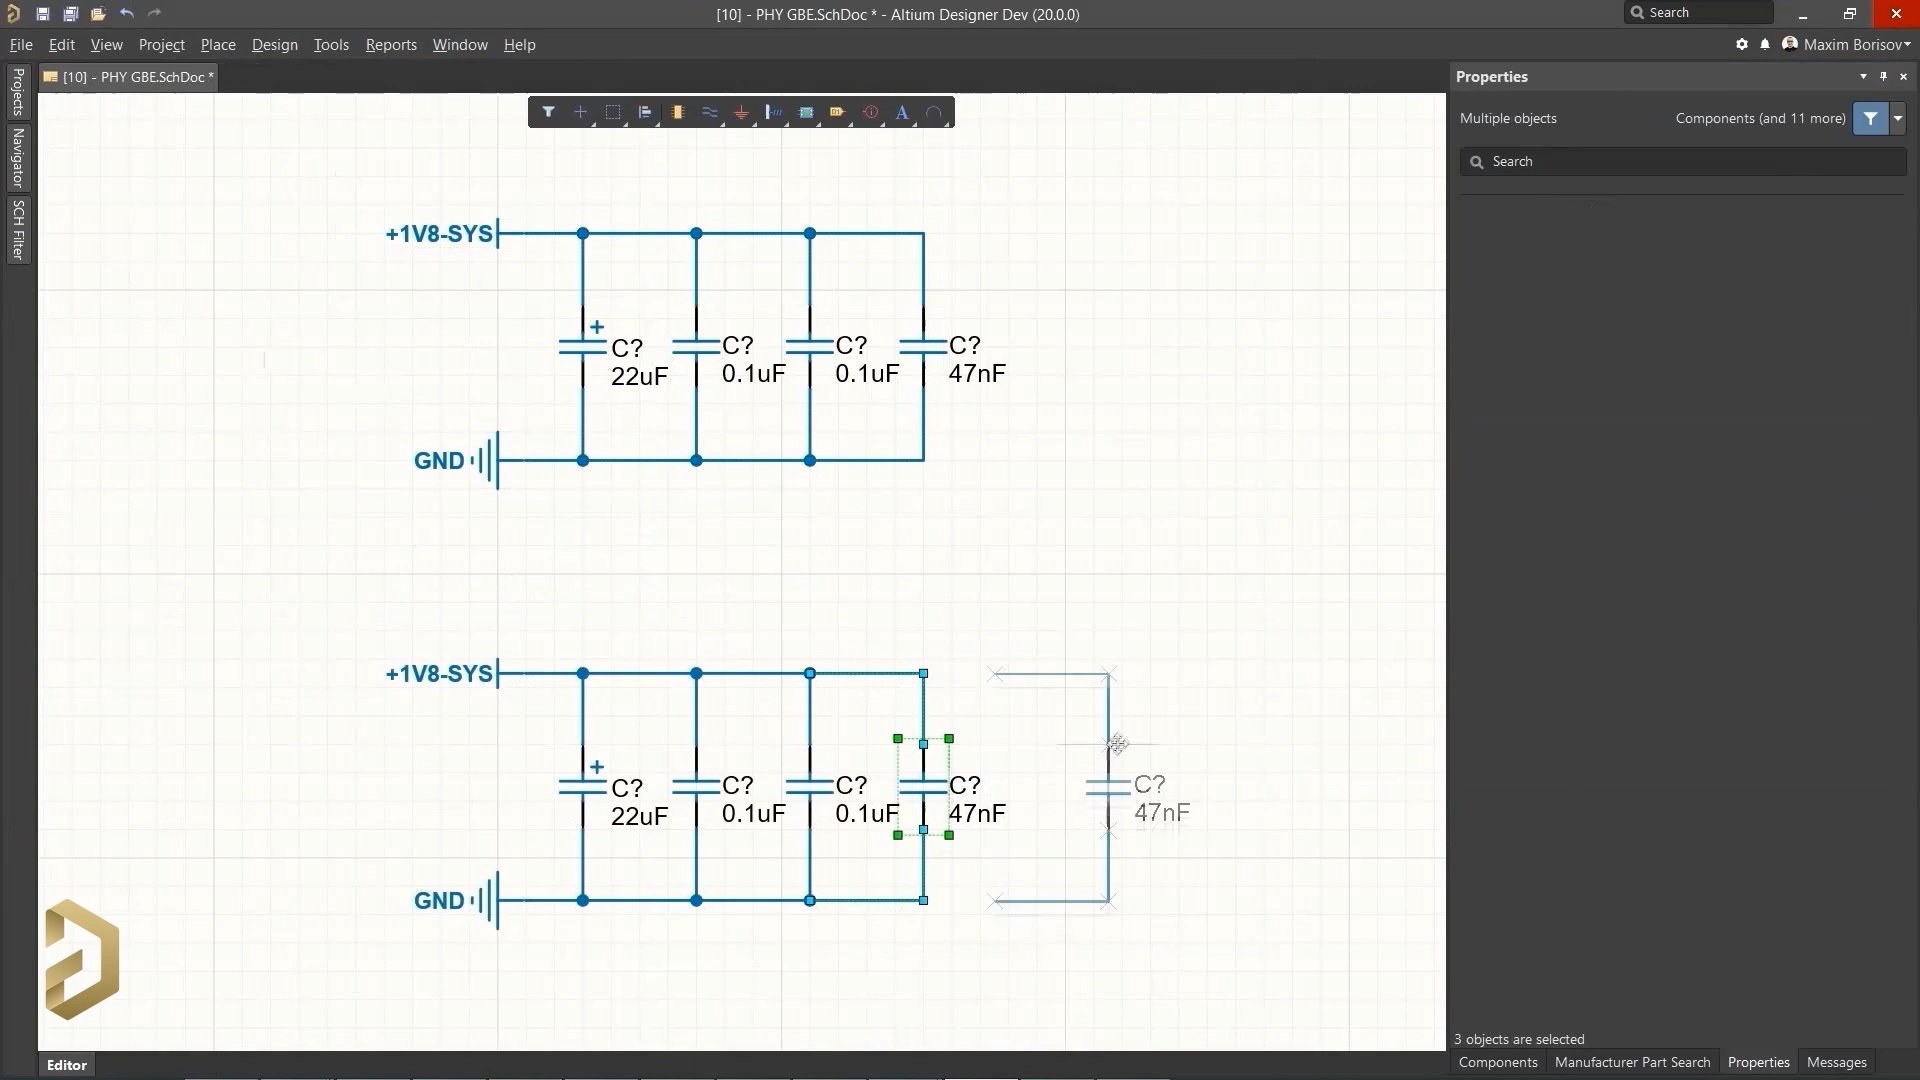 [10] - PHY GBE.SchDoc * - Altium Designer Dev (20.0.0)
Search
File Edit View Project Place Design Tools Reports Window Help
Maxim Borisov
Projects
Navigator
SCH Filter
[10] - PHY GBE.SchDoc *
Properties
Multiple objects
Components (and 11 more)
Search
+1V8-SYS
+
C?
22uF
C?
0.1uF
C?
0.1uF
C?
47nF
GND
+1V8-SYS
+
C?
22uF
C?
0.1uF
C?
0.1uF
C?
47nF
C?
47nF
GND
3 objects are selected
Editor
Components Manufacturer Part Search Properties Messages